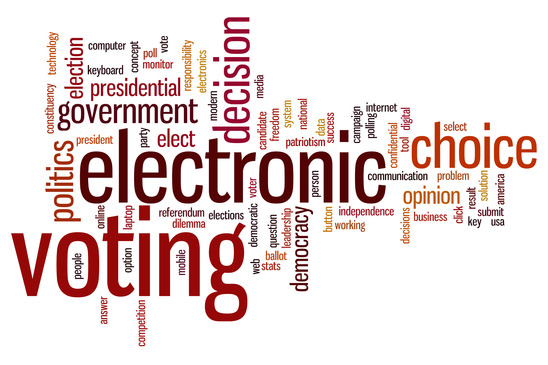 technology
election
computer
keyboard
concept
poll
vote
monitor
responsibility
electronics
presidential
constituency
government
modern
decision
media
candidate
freedom
system
national
patriotism
data
success
campaign
internet
polling
confidential
tool
digital
select
choice
politics
president
party
elect
electronic
voter
person
communication
problem
solution
america
opinion
result
decisions
business
click
key
submit
usa
online
laptop
referendum
dilemma
elections
democratic
question
leadership
democracy
button
independence
working
voting
people
option
mobile
web
ballot
stats
answer
competition